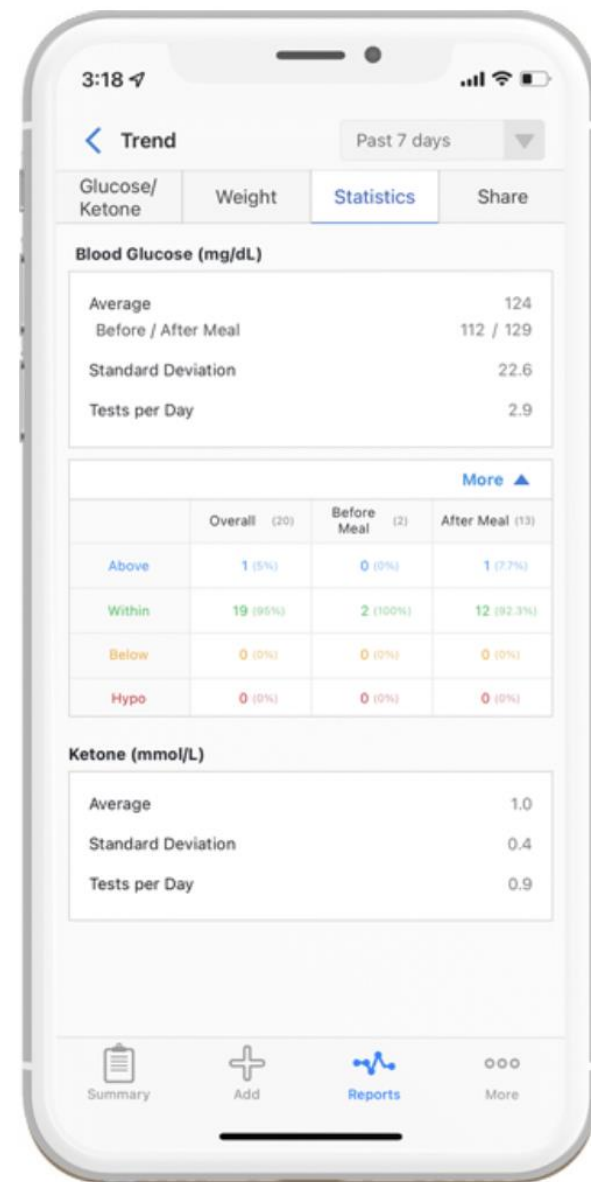 3:18
Trend
Past 7 days
Glucose/
Ketone
Weight
Statistics
Share
Blood Glucose (mg/dL)
Average 124
Before / After Meal 112 / 129
Standard Deviation 22.6
Tests per Day 2.9
More
Overall (20) Before Meal (2) After Meal (13)
Above 1 (5%) 0 (0%) 1 (7.7%)
Within 19 (95%) 2 (100%) 12 (92.3%)
Below 0 (0%) 0 (0%) 0 (0%)
Hypo 0 (0%) 0 (0%) 0 (0%)
Ketone (mmol/L)
Average 1.0
Standard Deviation 0.4
Tests per Day 0.9
Summary Add Reports More